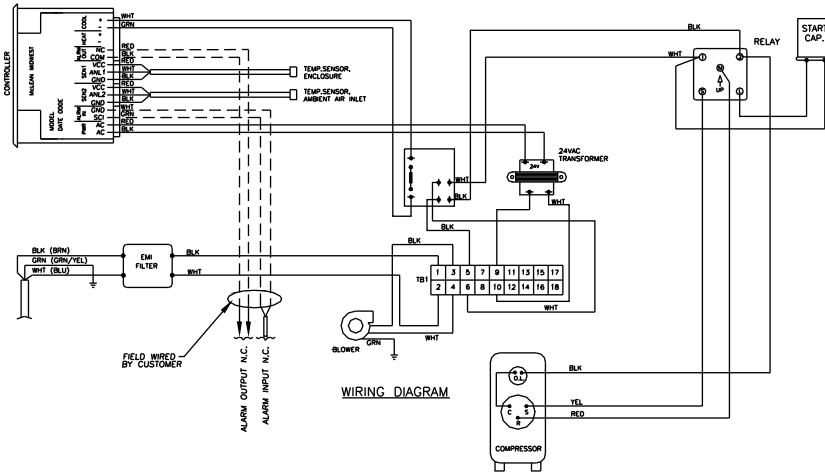 CONTROLLER
McLEAN MIDWEST
MODEL
DATE CODE
COOL
+
-
HEAT
+
-
ALARM OUT
NC
COM
SEN1
VCC
ANL1
GND
SEN2
VCC
ANL2
GND
ALARM IN
GND
SCI
PWR
AC
AC
WHT
GRN
RED
BLK
RED
WHT
BLK
RED
WHT
BLK
WHT
GRN
RED
BLK
TEMP.SENSOR,
ENCLOSURE
TEMP.SENSOR,
AMBIENT AIR INLET
BLK
WHT
RELAY
1
2
M
UP
S
L
START
CAP.
24VAC
TRANSFORMER
24V
WHT
WHT
BLK
BLK
BLK
BLK (BRN)
GRN (GRN/YEL)
WHT (BLU)
EMI
FILTER
BLK
WHT
TB1
1 3 5 7 9 11 13 15 17
2 4 6 8 10 12 14 16 18
WHT
WHT
GRN
BLOWER
FIELD WIRED
BY CUSTOMER
ALARM OUTPUT N.C.
ALARM INPUT N.C.
WIRING DIAGRAM
BLK
O.L.
YEL
RED
C
S
R
COMPRESSOR